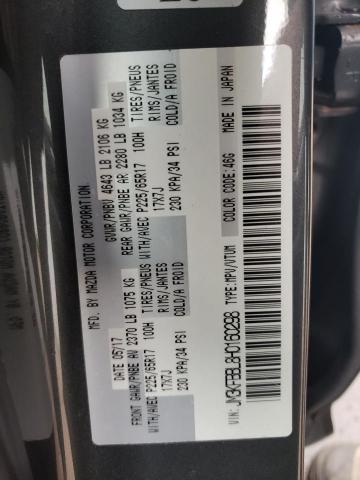 MFD. BY MAZDA MOTOR CORPORATION
DATE 05/17 GVWR/PNBV 4643 LB 2106 KG
FRONT GAWR/PNBE AV 2370 LB 1075 KG REAR GAWR/PNBE AR 2280 LB 1034 KG
TIRES/PNEUS TIRES/PNEUS
WITH/AVEC P225/65R17 100H WITH/AVEC P225/65R17 100H
RIMS/JANTES RIMS/JANTES
17X7J 17X7J
COLD/A FROID COLD/A FROID
230 KPA/34 PSI 230 KPA/34 PSI
MADE IN JAPAN
COLOR/NUANCE:46G
TYPE:MPV/VTUM
VIN: JM3KFBBL8H0160298